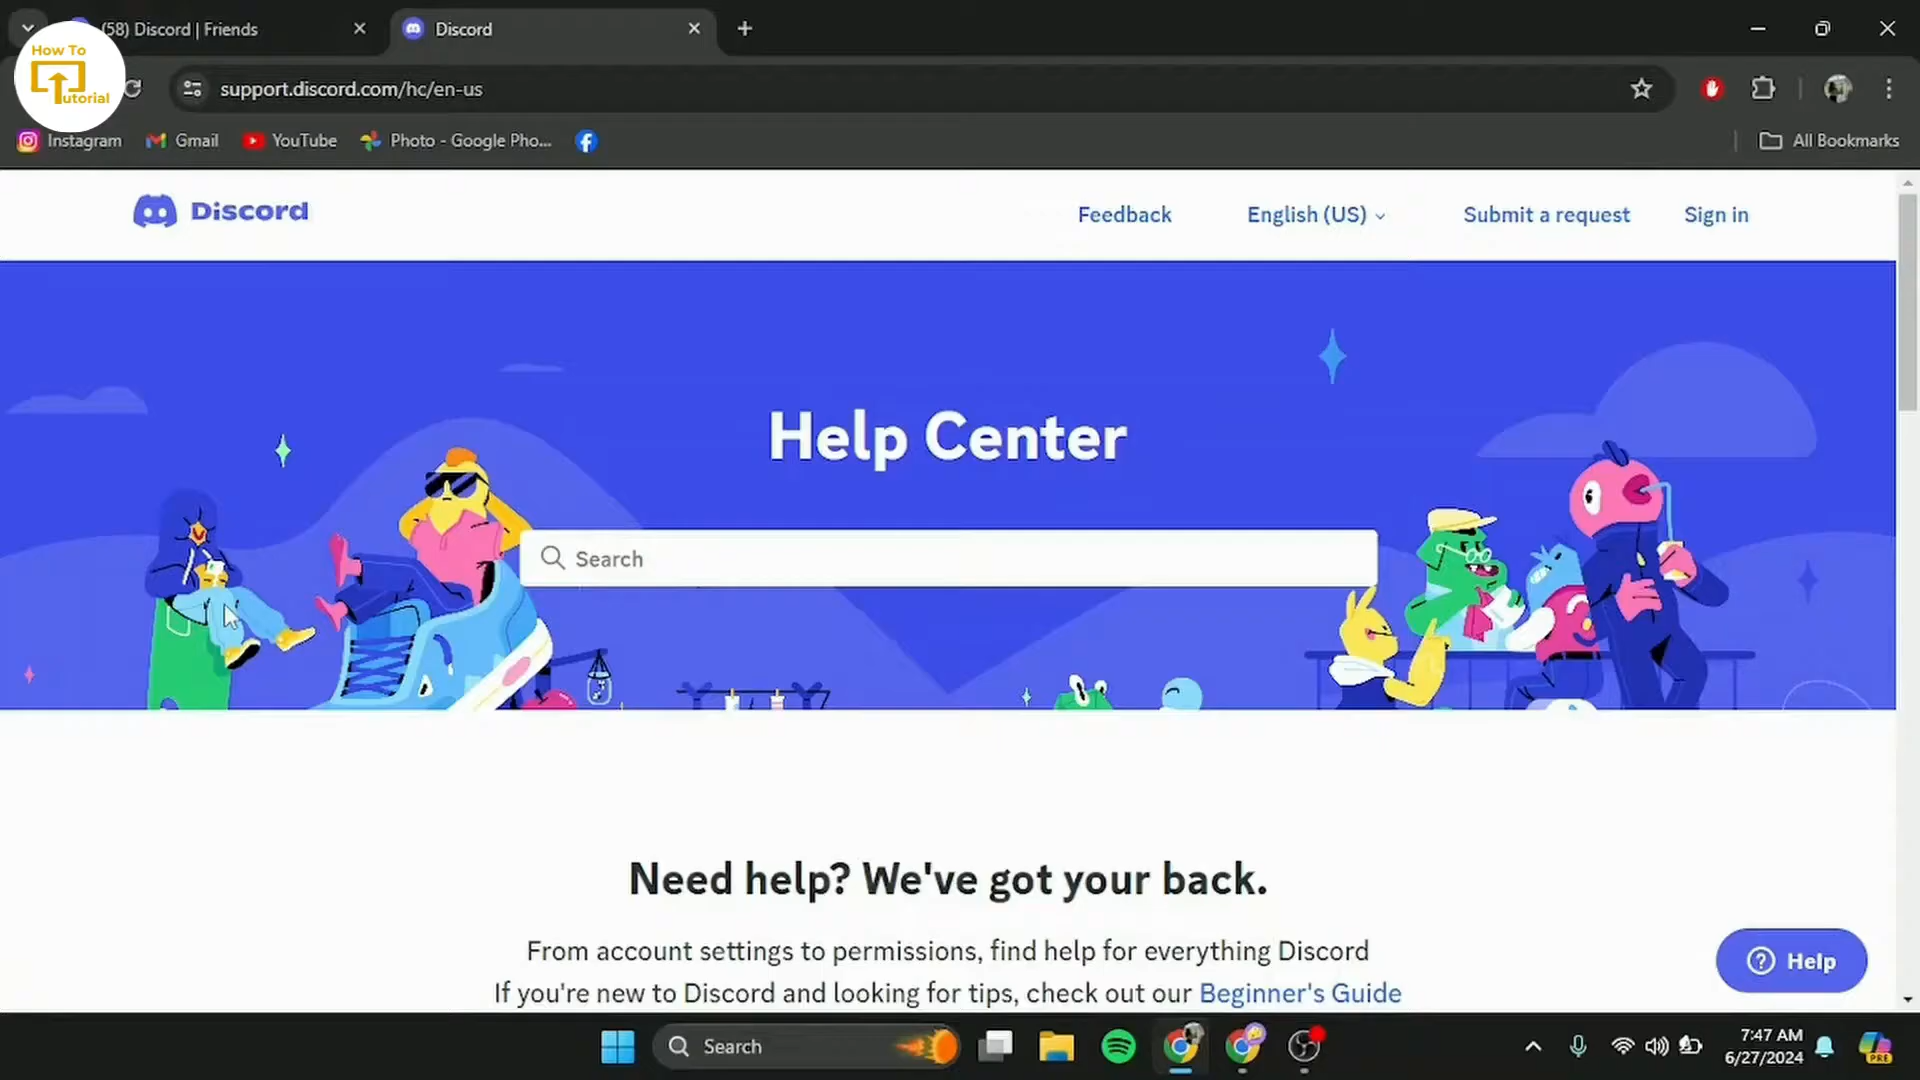 (58) Discord | Friends
Discord
How To
Tutorial
support.discord.com/hc/en-us
Instagram
Gmail
YouTube
Photo - Google Pho...
All Bookmarks
Discord
Feedback
English (US)
Submit a request
Sign in
Help Center
Search
Need help? We've got your back.
From account settings to permissions, find help for everything Discord
If you're new to Discord and looking for tips, check out our Beginner's Guide
Help
Search
7:47 AM
6/27/2024
PRE